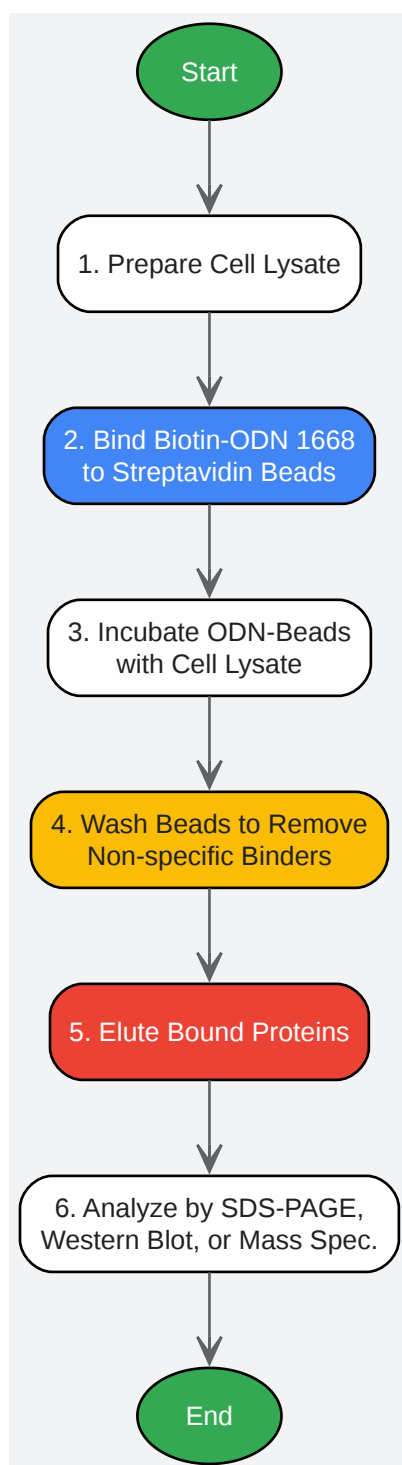 Start
1. Prepare Cell Lysate
2. Bind Biotin-ODN 1668
to Streptavidin Beads
3. Incubate ODN-Beads
with Cell Lysate
4. Wash Beads to Remove
Non-specific Binders
5. Elute Bound Proteins
6. Analyze by SDS-PAGE,
Western Blot, or Mass Spec.
End